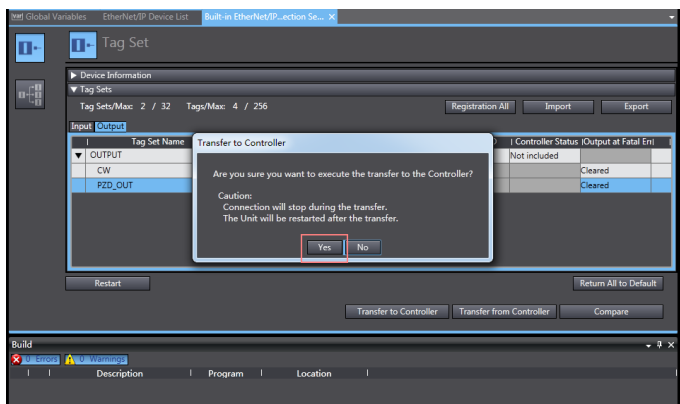 Global Variables EtherNet/IP Device List Built-in EtherNet/IP...ection Se... ×
Tag Set
Device Information
Tag Sets
Tag Sets/Max: 2 / 32 Tags/Max: 4 / 256 Registration All Import Export
Input Output
Tag Set Name Controller Status Output at Fatal Err
OUTPUT Not included
CW Cleared
PZD_OUT Cleared
Transfer to Controller
Are you sure you want to execute the transfer to the Controller?
Caution:
Connection will stop during the transfer.
The Unit will be restarted after the transfer.
Yes No
Restart Return All to Default
Transfer to Controller Transfer from Controller Compare
Build
0 Errors 0 Warnings
Description Program Location